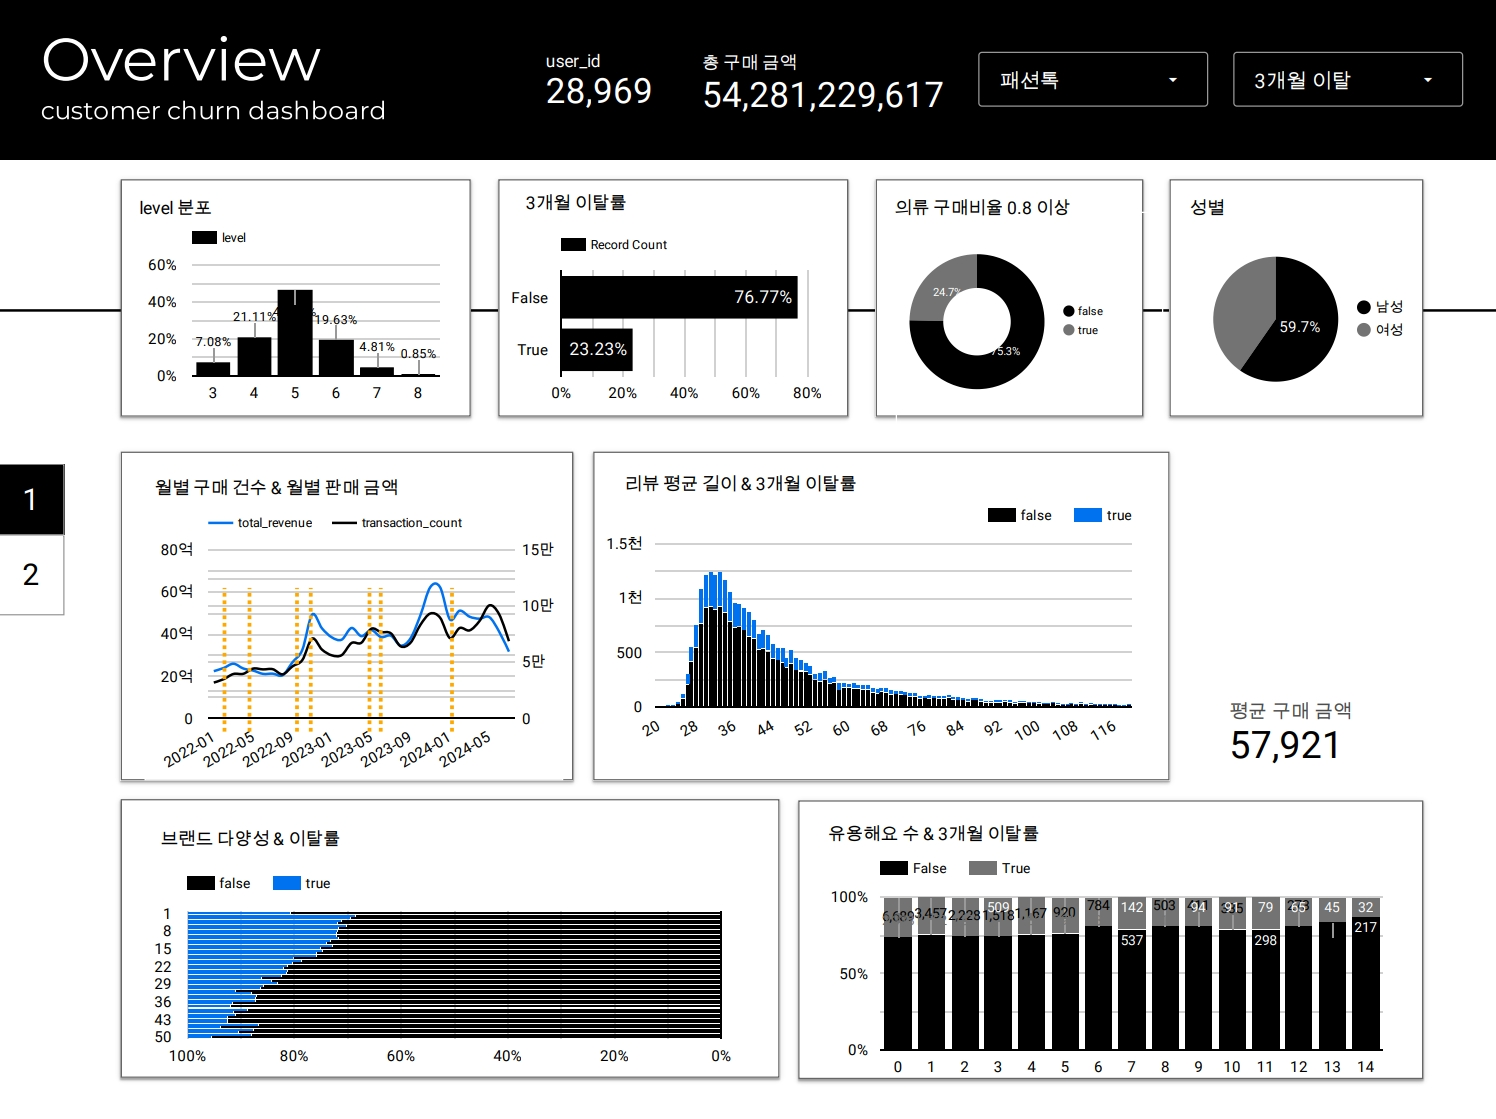 Overview
customer churn dashboard
user_id
28,969
총 구매 금액
54,281,229,617
패션톡
3개월 이탈
level 분포
level
60%
40%
20%
0%
7.08%
21.11%
19.63%
4.81%
0.85%
3 4 5 6 7 8
3개월 이탈률
Record Count
False
76.77%
True
23.23%
0% 20% 40% 60% 80%
의류 구매비율 0.8 이상
24.7%
75.3%
false
true
성별
59.7%
남성
여성
1
2
월별 구매 건수 & 월별 판매 금액
total_revenue transaction_count
80억
60억
40억
20억
0
15만
10만
5만
0
2022-01 2022-05 2022-09 2023-01 2023-05 2023-09 2024-01 2024-05
리뷰 평균 길이 & 3개월 이탈률
false true
1.5천
1천
500
0
20 28 36 44 52 60 68 76 84 92 100 108 116
평균 구매 금액
57,921
브랜드 다양성 & 이탈률
false true
1
8
15
22
29
36
43
50
100% 80% 60% 40% 20% 0%
유용해요 수 & 3개월 이탈률
False True
100%
50%
0%
3,457 2,228 509 1,518 1,167 920 784 142 503 94 91 79 65 45 32
537 298 217
0 1 2 3 4 5 6 7 8 9 10 11 12 13 14